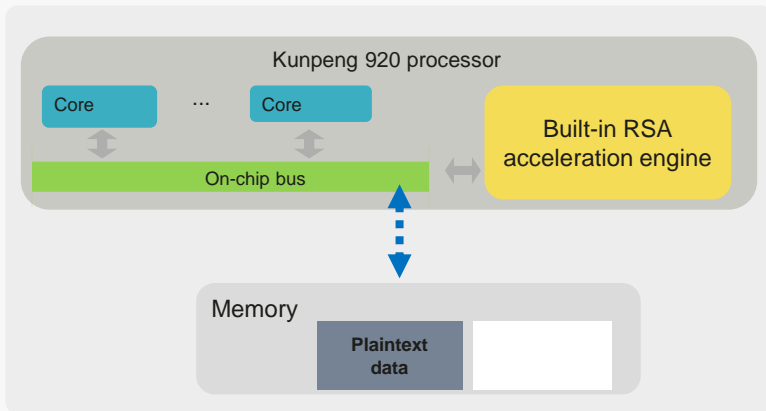 Kunpeng 920 processor
Core
...
Core
Built-in RSA
acceleration engine
On-chip bus
Memory
Plaintext
data